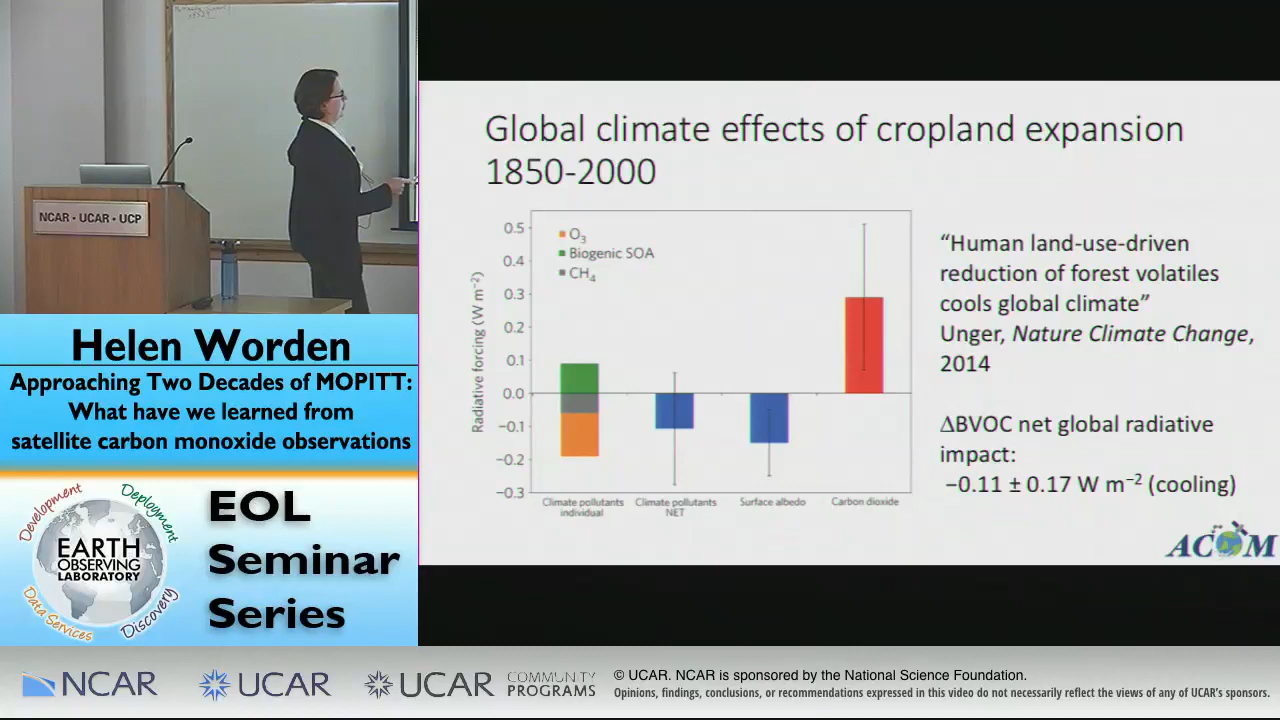 NCAR • UCAR • UCP
Helen Worden
Approaching Two Decades of MOPITT:
What have we learned from
satellite carbon monoxide observations
Development
Deployment
EARTH
OBSERVING
LABORATORY
Data Services
Discovery
EOL
Seminar
Series
Global climate effects of cropland expansion
1850-2000
Radiative forcing (W m⁻²)
0.5
0.4
0.3
0.2
0.1
0.0
−0.1
−0.2
−0.3
O₃
Biogenic SOA
CH₄
Climate pollutants
individual
Climate pollutants
NET
Surface albedo
Carbon dioxide
“Human land-use-driven
reduction of forest volatiles
cools global climate”
Unger, Nature Climate Change,
2014
ΔBVOC net global radiative
impact:
−0.11 ± 0.17 W m⁻² (cooling)
ACOM
NCAR
UCAR
UCAR
COMMUNITY
PROGRAMS
© UCAR. NCAR is sponsored by the National Science Foundation.
Opinions, findings, conclusions, or recommendations expressed in this video do not necessarily reflect the views of any of UCAR's sponsors.